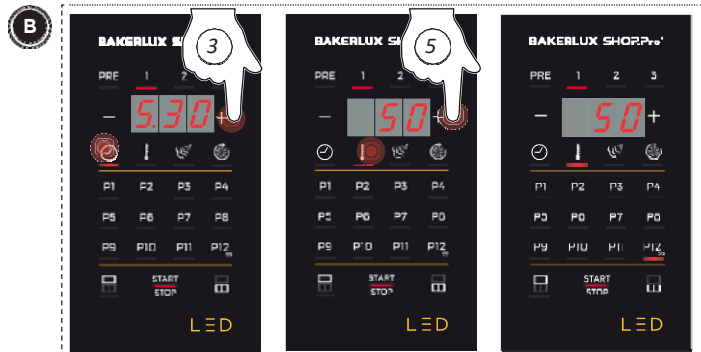 B
BAKERLUX S
3
PRE 1 2
– 5.30 +
P1 P2 P3 P4
P5 P6 P7 P8
P9 P10 P11 P12
99
START
STOP
LED
BAKERLUX SH
5
PRE 1 2
– 50 +
P1 P2 P3 P4
P5 P6 P7 P8
P9 P10 P11 P12
99
START
STOP
LED
BAKERLUX SHOP.Pro
PRE 1 2 3
– 50 +
P1 P2 P3 P4
P5 P6 P7 P8
P9 P10 P11 P12
99
START
STOP
LED